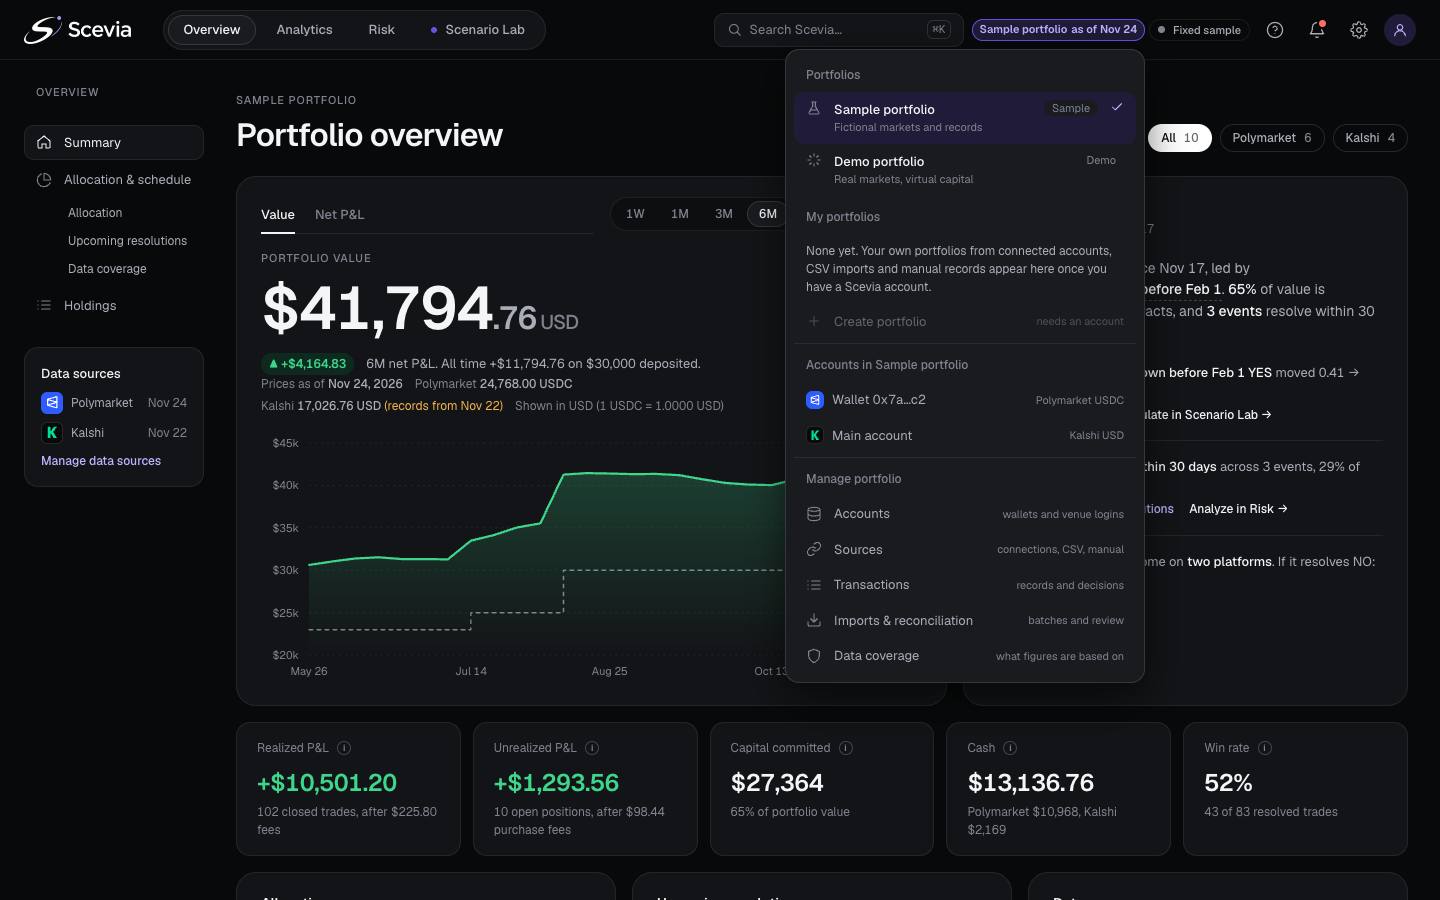 Scevia
Overview
Analytics
Risk
Scenario Lab
Search Scevia…
⌘K
Sample portfolio as of Nov 24
Fixed sample
OVERVIEW
Summary
Allocation & schedule
Allocation
Upcoming resolutions
Data coverage
Holdings
Data sources
Polymarket Nov 24
Kalshi Nov 22
Manage data sources
SAMPLE PORTFOLIO
Portfolio overview
All 10
Polymarket 6
Kalshi 4
Value
Net P&L
1W
1M
3M
6M
PORTFOLIO VALUE
$41,794.76 USD
▲ +$4,164.83 6M net P&L. All time +$11,794.76 on $30,000 deposited.
Prices as of Nov 24, 2026 Polymarket 24,768.00 USDC
Kalshi 17,026.76 USD (records from Nov 22) Shown in USD (1 USDC = 1.0000 USD)
$45k
$40k
$35k
$30k
$25k
$20k
May 26
Jul 14
Aug 25
Oct 13
Portfolios
Sample portfolio Sample
Fictional markets and records
Demo portfolio Demo
Real markets, virtual capital
My portfolios
None yet. Your own portfolios from connected accounts,
CSV imports and manual records appear here once you
have a Scevia account.
Create portfolio needs an account
Accounts in Sample portfolio
Wallet 0x7a…c2 Polymarket USDC
Main account Kalshi USD
Manage portfolio
Accounts wallets and venue logins
Sources connections, CSV, manual
Transactions records and decisions
Imports & reconciliation batches and review
Data coverage what figures are based on
Nov 17, led by
before Feb 1. 65% of value is
and 3 events resolve within 30
before Feb 1 YES moved 0.41 →
in Scenario Lab →
30 days across 3 events, 29% of
Analyze in Risk →
on two platforms. If it resolves NO:
Realized P&L
+$10,501.20
102 closed trades, after $225.80
fees
Unrealized P&L
+$1,293.56
10 open positions, after $98.44
purchase fees
Capital committed
$27,364
65% of portfolio value
Cash
$13,136.76
Polymarket $10,968, Kalshi
$2,169
Win rate
52%
43 of 83 resolved trades